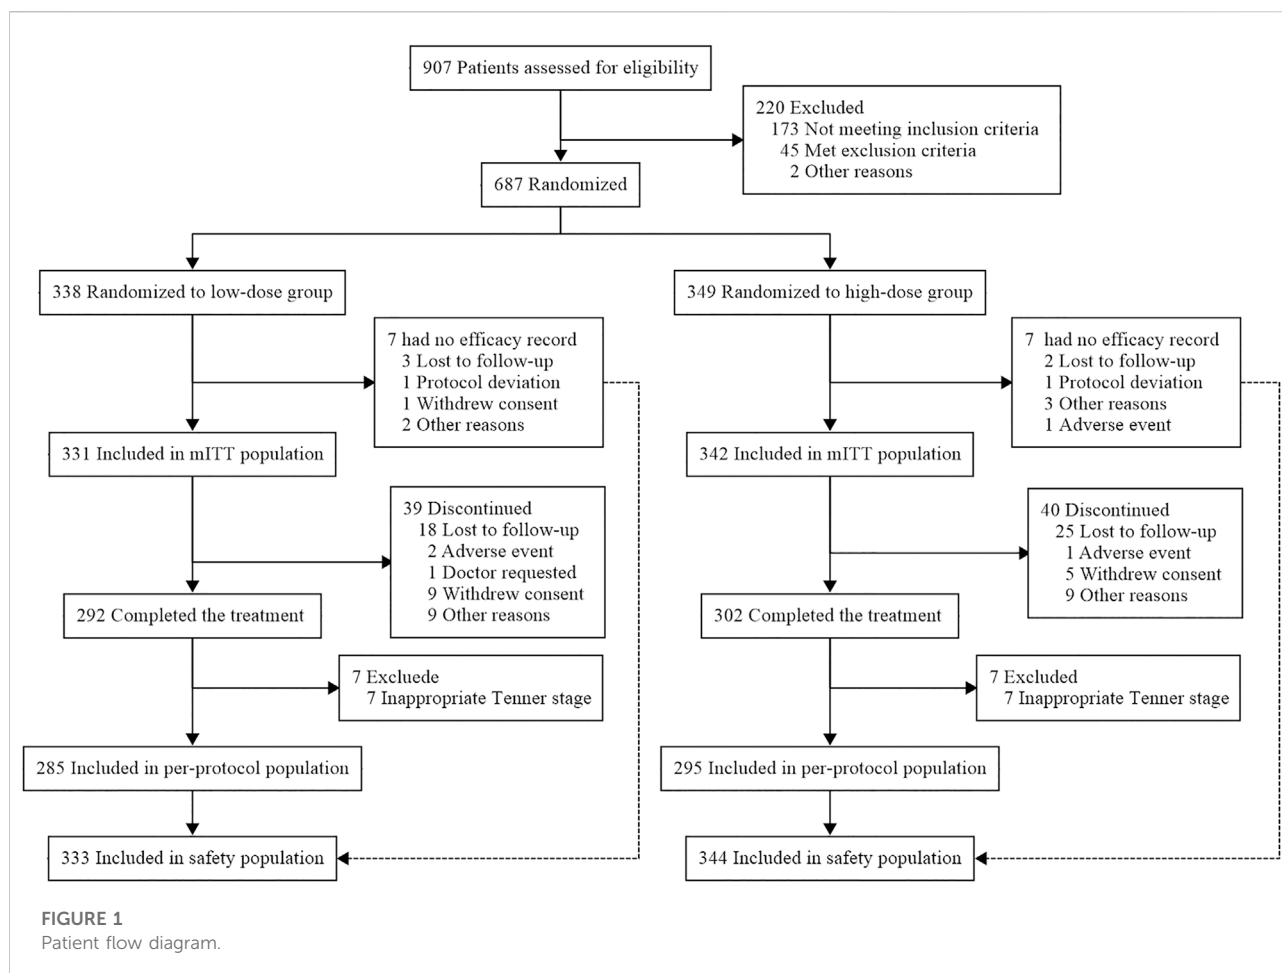 907 Patients assessed for eligibility
220 Excluded
173 Not meeting inclusion criteria
45 Met exclusion criteria
2 Other reasons
687 Randomized
338 Randomized to low-dose group
349 Randomized to high-dose group
7 had no efficacy record
3 Lost to follow-up
1 Protocol deviation
1 Withdrew consent
2 Other reasons
7 had no efficacy record
2 Lost to follow-up
1 Protocol deviation
3 Other reasons
1 Adverse event
331 Included in mITT population
342 Included in mITT population
39 Discontinued
18 Lost to follow-up
2 Adverse event
1 Doctor requested
9 Withdrew consent
9 Other reasons
40 Discontinued
25 Lost to follow-up
1 Adverse event
5 Withdrew consent
9 Other reasons
292 Completed the treatment
302 Completed the treatment
7 Excluede
7 Inappropriate Tenner stage
7 Excluded
7 Inappropriate Tenner stage
285 Included in per-protocol population
295 Included in per-protocol population
333 Included in safety population
344 Included in safety population
FIGURE 1
Patient flow diagram.